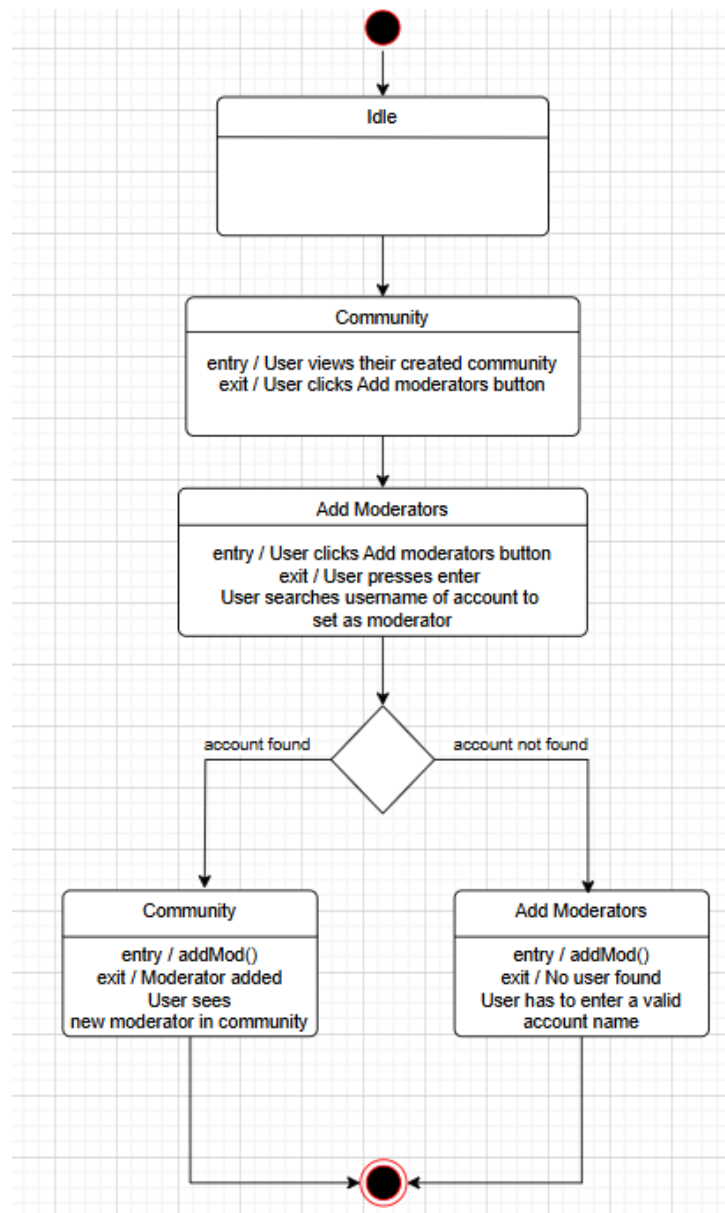 Idle
Community
entry / User views their created community
exit / User clicks Add moderators button
Add Moderators
entry / User clicks Add moderators button
exit / User presses enter
User searches username of account to
set as moderator
account found
account not found
Community
entry / addMod()
exit / Moderator added
User sees
new moderator in community
Add Moderators
entry / addMod()
exit / No user found
User has to enter a valid
account name